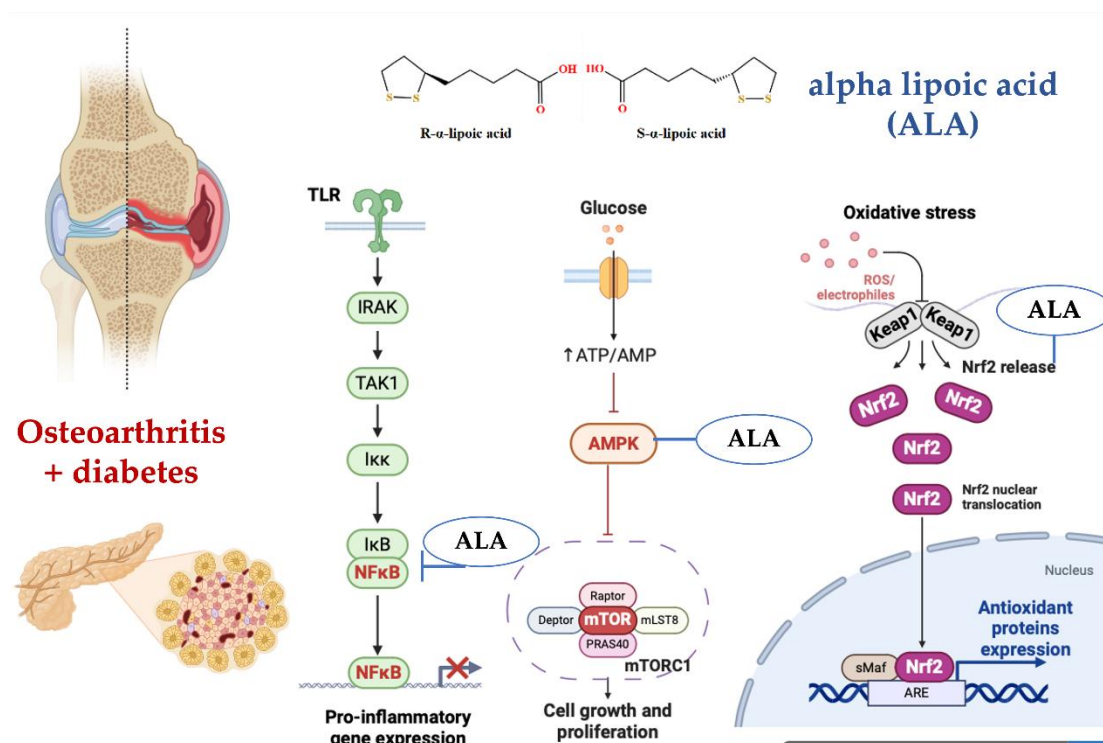 OH
O
S-S
R-α-lipoic acid
HO
O
S-S
S-α-lipoic acid
alpha lipoic acid
(ALA)
Osteoarthritis
+ diabetes
TLR
IRAK
TAK1
Iκκ
IκB
NFκB
ALA
NFκB
Pro-inflammatory
gene expression
Glucose
↑ATP/AMP
AMPK
ALA
Raptor
Deptor
mTOR
mLST8
PRAS40
mTORC1
Cell growth and
proliferation
Oxidative stress
ROS/
electrophiles
Keap1
Keap1
ALA
Nrf2 release
Nrf2
Nrf2
Nrf2
Nrf2
Nrf2 nuclear
translocation
Nucleus
Antioxidant
proteins
expression
sMaf
Nrf2
ARE